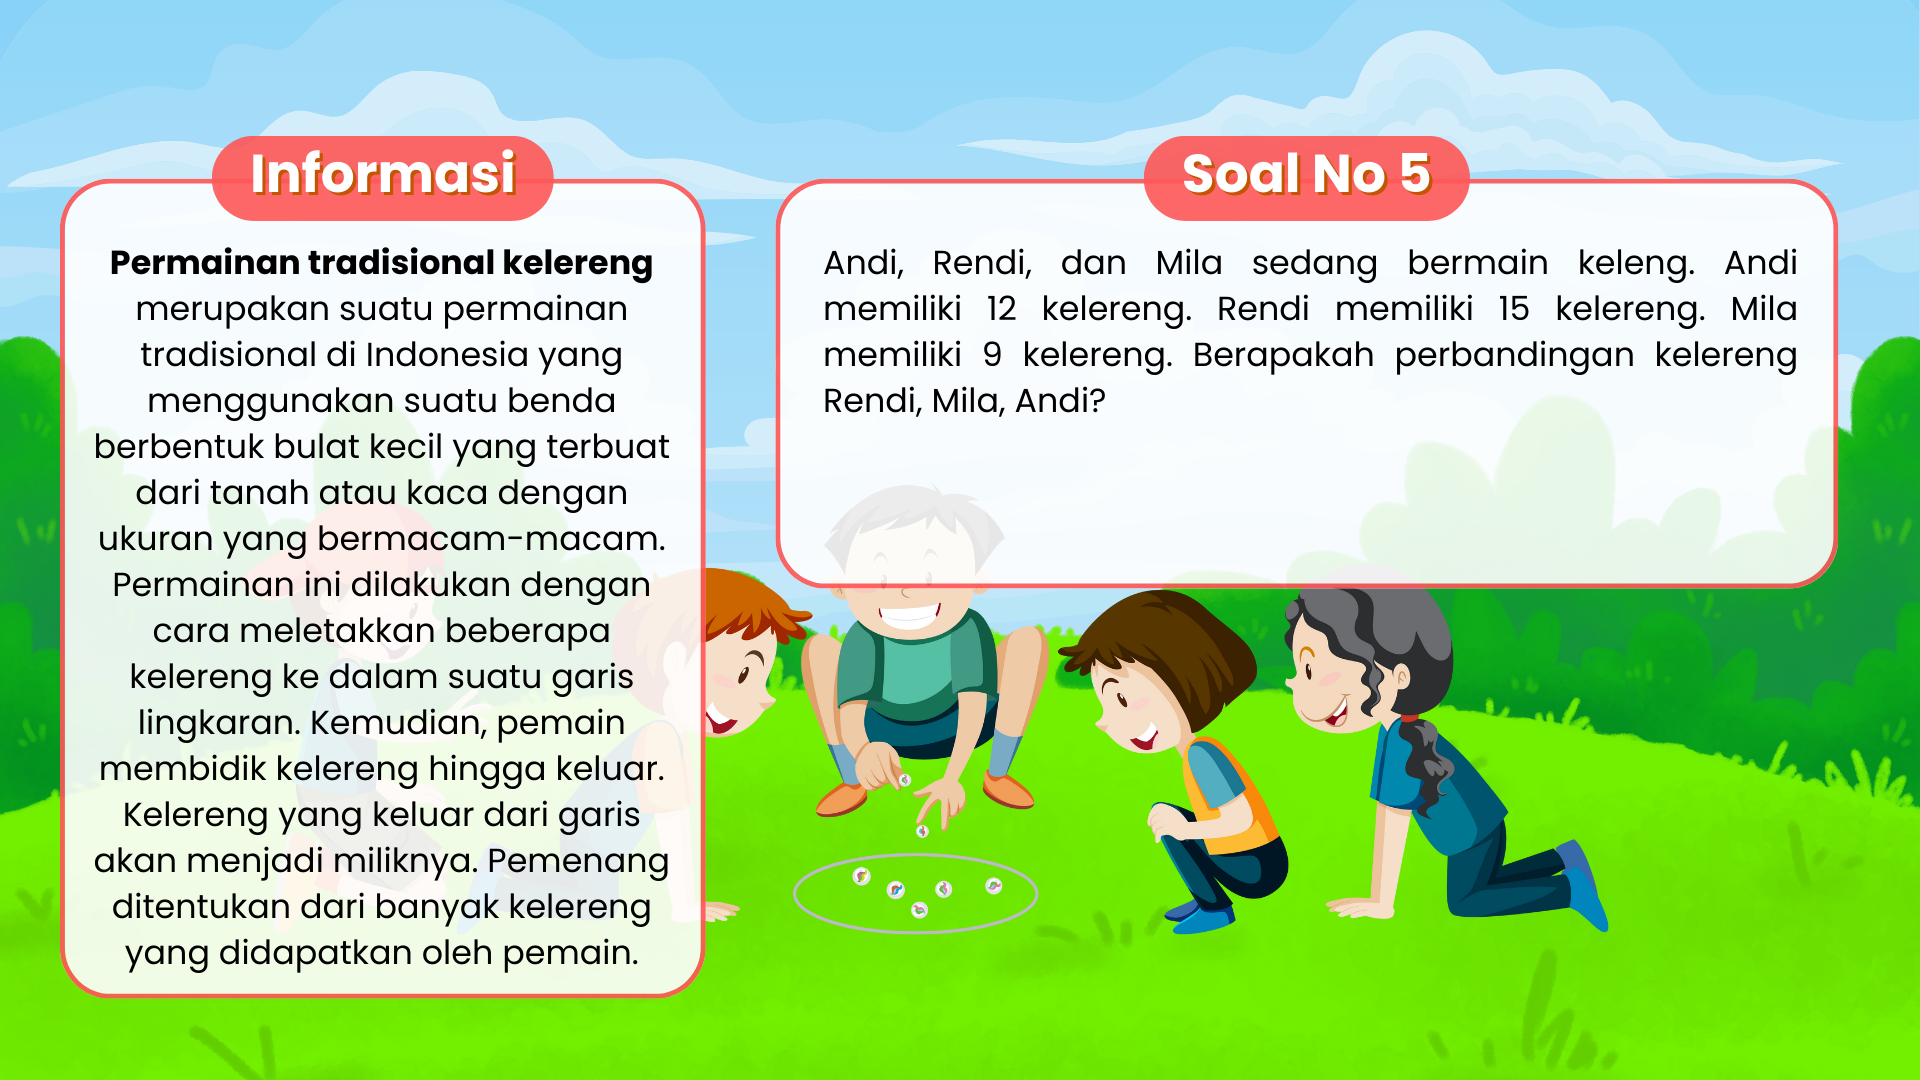 Informasi
Permainan tradisional kelereng
merupakan suatu permainan
tradisional di Indonesia yang
menggunakan suatu benda
berbentuk bulat kecil yang terbuat
dari tanah atau kaca dengan
ukuran yang bermacam-macam.
Permainan ini dilakukan dengan
cara meletakkan beberapa
kelereng ke dalam suatu garis
lingkaran. Kemudian, pemain
membidik kelereng hingga keluar.
Kelereng yang keluar dari garis
akan menjadi miliknya. Pemenang
ditentukan dari banyak kelereng
yang didapatkan oleh pemain.
Soal No 5
Andi, Rendi, dan Mila sedang bermain keleng. Andi
memiliki 12 kelereng. Rendi memiliki 15 kelereng. Mila
memiliki 9 kelereng. Berapakah perbandingan kelereng
Rendi, Mila, Andi?